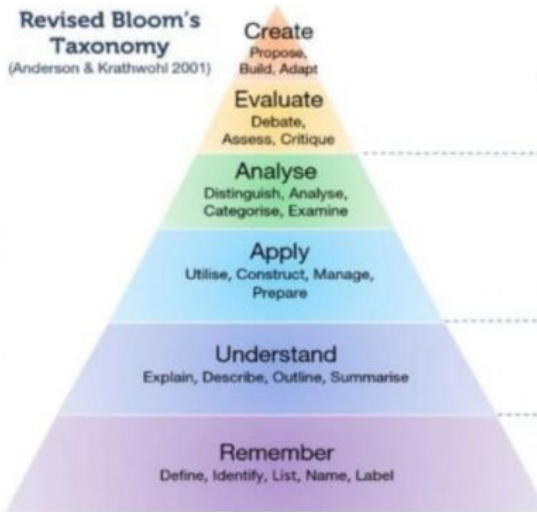 Revised Bloom's
Taxonomy
(Anderson & Krathwohl 2001)
Create
Propose,
Build, Adapt
Evaluate
Debate,
Assess, Critique
Analyse
Distinguish, Analyse,
Categorise, Examine
Apply
Utilise, Construct, Manage,
Prepare
Understand
Explain, Describe, Outline, Summarise
Remember
Define, Identify, List, Name, Label